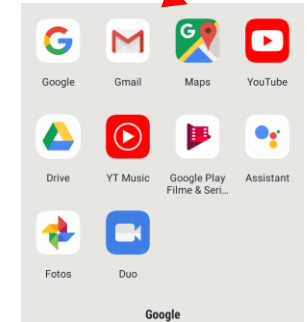 Google Gmail Maps YouTube
Drive YT Music Google Play Assistant
Filme & Seri...
Fotos Duo
Google